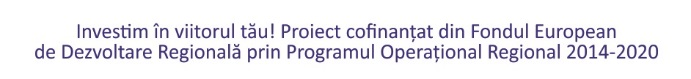 Investim în viitorul tău! Proiect cofinanțat din Fondul European
de Dezvoltare Regională prin Programul Operațional Regional 2014-2020